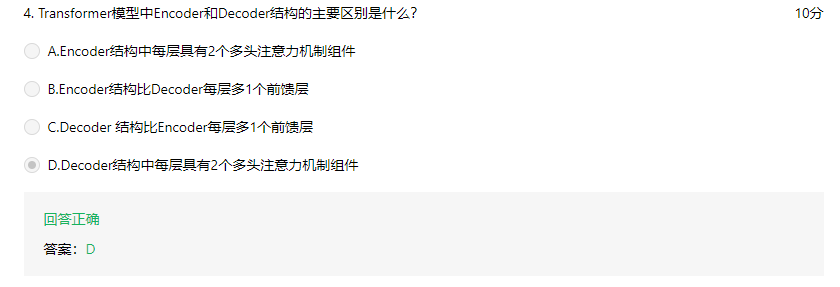 4. Transformer模型中Encoder和Decoder结构的主要区别是什么? 10分
A.Encoder结构中每层具有2个多头注意力机制组件
B.Encoder结构比Decoder每层多1个前馈层
C.Decoder 结构比Encoder每层多1个前馈层
D.Decoder结构中每层具有2个多头注意力机制组件
回答正确
答案：D